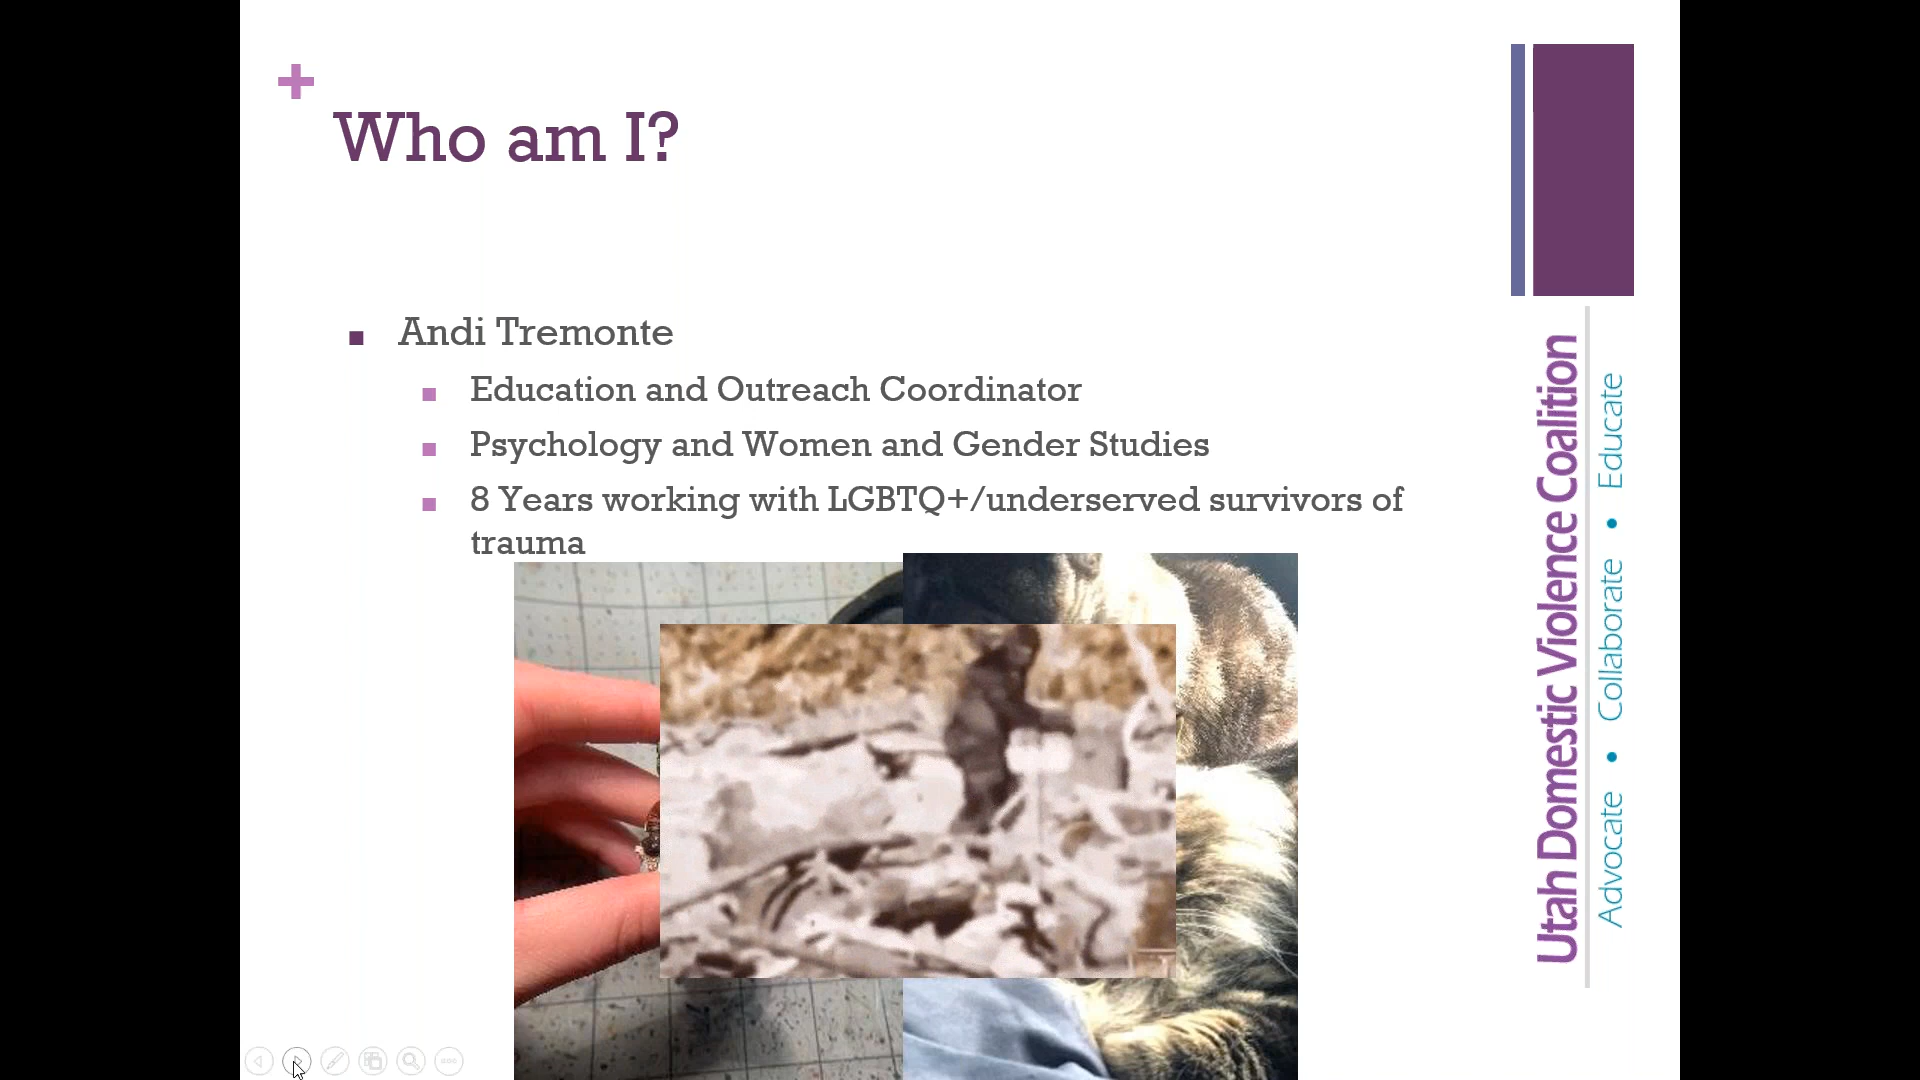 Who am I?
Andi Tremonte
Education and Outreach Coordinator
Psychology and Women and Gender Studies
8 Years working with LGBTQ+/underserved survivors of
trauma
Utah Domestic Violence Coalition
Advocate • Collaborate • Educate